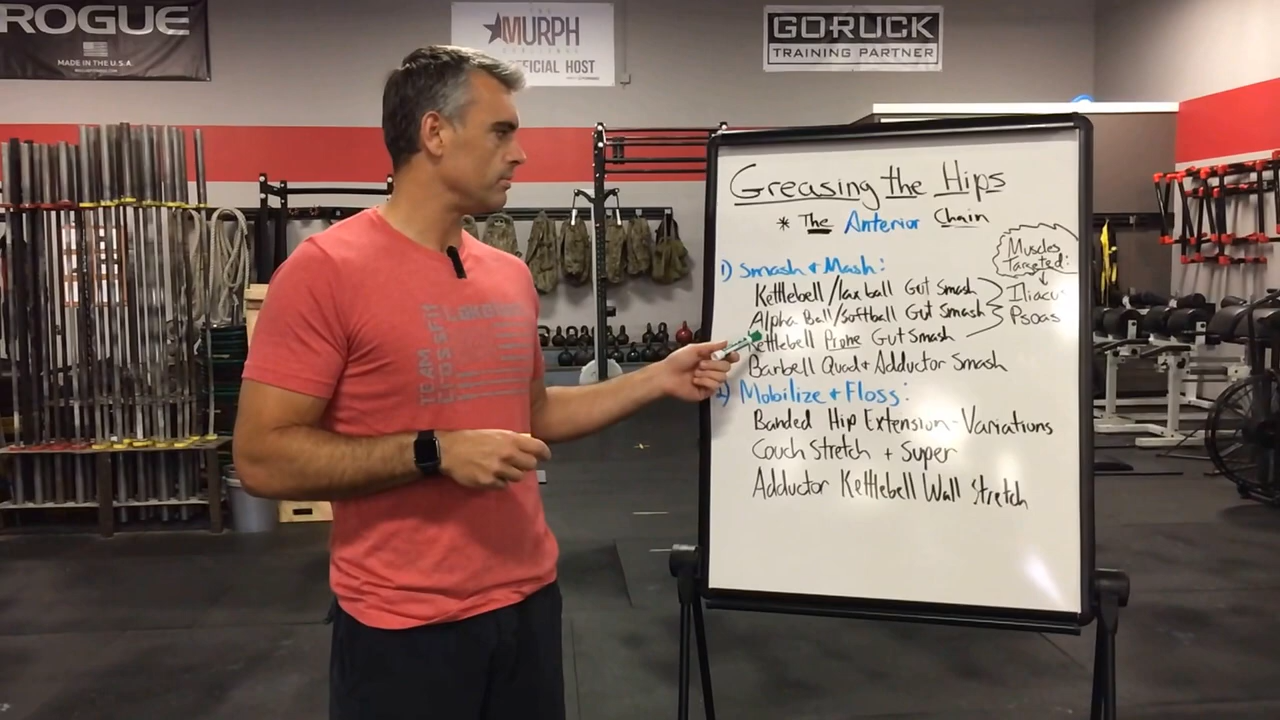 ROGUE
MADE IN THE U.S.A.
MURPH
OFFICIAL HOST
GORUCK
TRAINING PARTNER
Greasing the Hips
* The Anterior Chain
Muscles
Targeted:
Iliacu
Psoas
1) Smash + Mash:
Kettlebell/lax ball Gut Smash
Alpha Ball/Softball Gut Smash
Kettlebell Prone Gut Smash
Barbell Quad + Adductor Smash
2) Mobilize + Floss:
Banded Hip Extension-Variations
Couch Stretch + Super
Adductor Kettlebell Wall Stretch